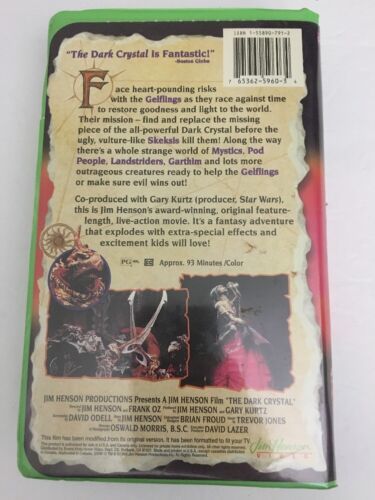 "The Dark Crystal Is Fantastic!"
-Boston Globe
ISBN 1-55890-791-2
7 65362-5960-3 4
Face heart-pounding risks
with the Gelflings as they race against time
to restore goodness and light to the world.
Their mission – find and replace the missing
piece of the all-powerful Dark Crystal before the
ugly, vulture-like Skeksis kill them! Along the way
there's a whole strange world of Mystics, Pod
People, Landstriders, Garthim and lots more
outrageous creatures ready to help the Gelflings
or make sure evil wins out!
Co-produced with Gary Kurtz (producer, Star Wars),
this is Jim Henson's award-winning, original feature-
length, live-action movie. It's a fantasy adventure
that explodes with extra-special effects and
excitement kids will love!
PG Approx. 93 Minutes /Color
JIM HENSON PRODUCTIONS Presents A JIM HENSON Film "THE DARK CRYSTAL"
JIM HENSON and FRANK OZ JIM HENSON and GARY KURTZ
DAVID ODELL JIM HENSON BRIAN FROUD TREVOR JONES
OSWALD MORRIS, B.S.C. DAVID LAZER
This film has been modified from its original version. It has been formatted to fit your TV.
Jim Henson
VIDEO